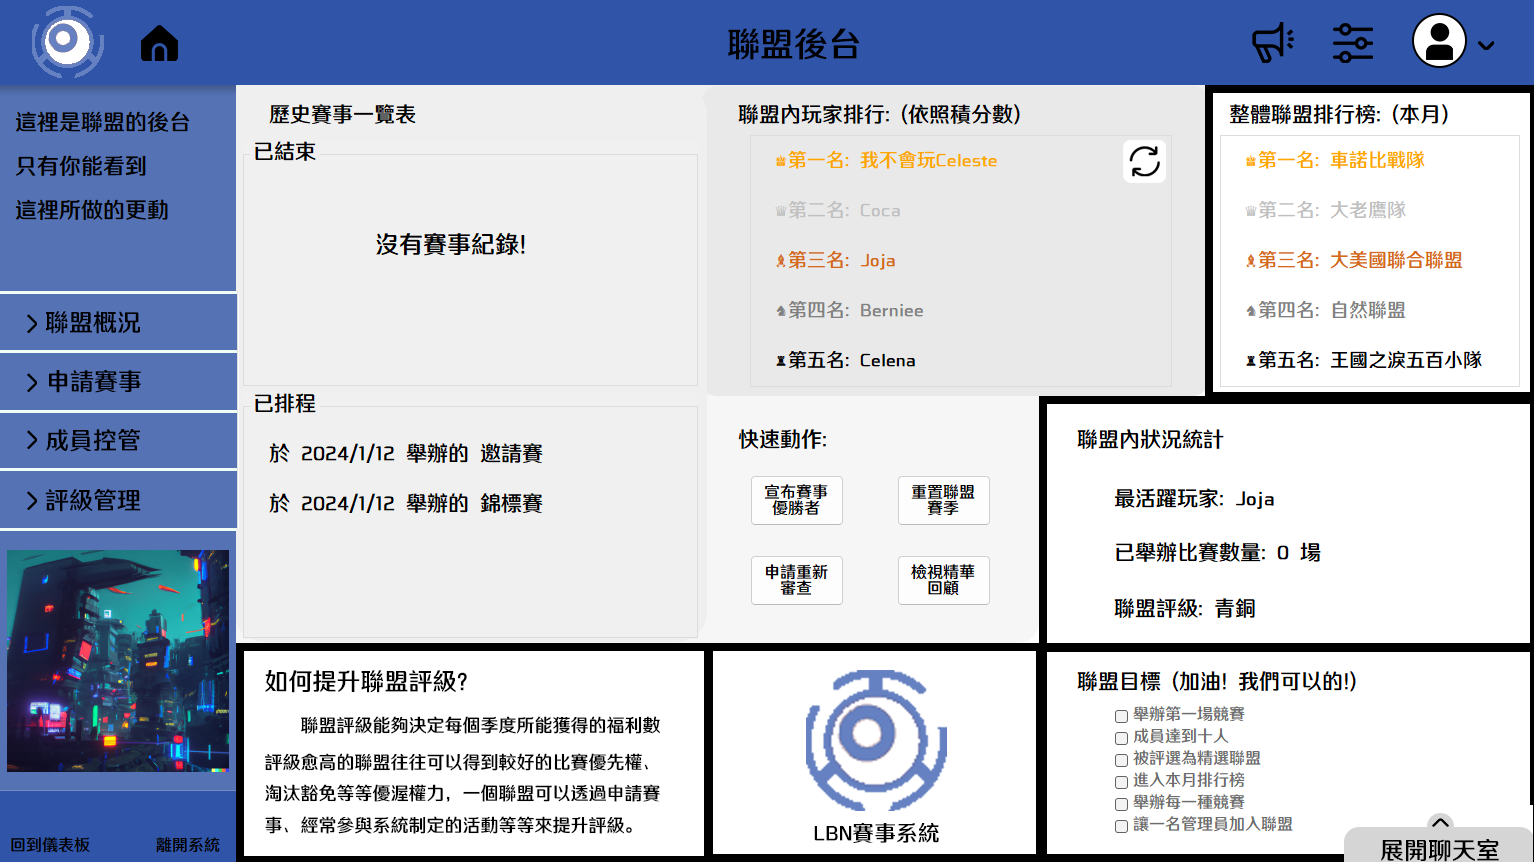 聯盟後台
這裡是聯盟的後台
只有你能看到
這裡所做的更動
聯盟概況
申請賽事
成員控管
評級管理
回到儀表板
離開系統
歷史賽事一覽表
已結束
沒有賽事紀錄!
已排程
於 2024/1/12 舉辦的 邀請賽
於 2024/1/12 舉辦的 錦標賽
聯盟內玩家排行: (依照積分數)
♛第一名: 我不會玩Celeste
♕第二名: Coca
♝第三名: Joja
♞第四名: Berniee
♜第五名: Celena
整體聯盟排行榜: (本月)
♛第一名: 車諾比戰隊
♕第二名: 大老鷹隊
♝第三名: 大美國聯合聯盟
♞第四名: 自然聯盟
♜第五名: 王國之淚五百小隊
快速動作:
宣布賽事
優勝者
重置聯盟
賽季
申請重新
審查
檢視精華
回顧
聯盟內狀況統計
最活躍玩家: Joja
已舉辦比賽數量: 0 場
聯盟評級: 青銅
如何提升聯盟評級?
聯盟評級能夠決定每個季度所能獲得的福利數
評級愈高的聯盟往往可以得到較好的比賽優先權、
淘汰豁免等等優渥權力, 一個聯盟可以透過申請賽
事、經常參與系統制定的活動等等來提升評級。
LBN賽事系統
聯盟目標 (加油! 我們可以的!)
舉辦第一場競賽
成員達到十人
被評選為精選聯盟
進入本月排行榜
舉辦每一種競賽
讓一名管理員加入聯盟
展開聊天室